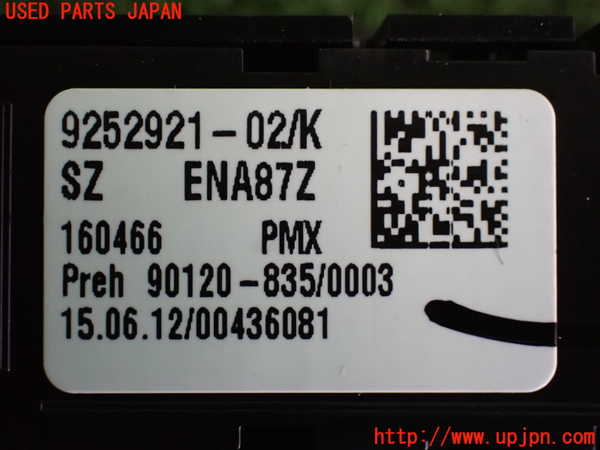 USED PARTS JAPAN
9252921-02/K
SZ ENA87Z
160466 PMX
Preh 90120-835/0003
15.06.12/00436081
http://www.upjpn.com/